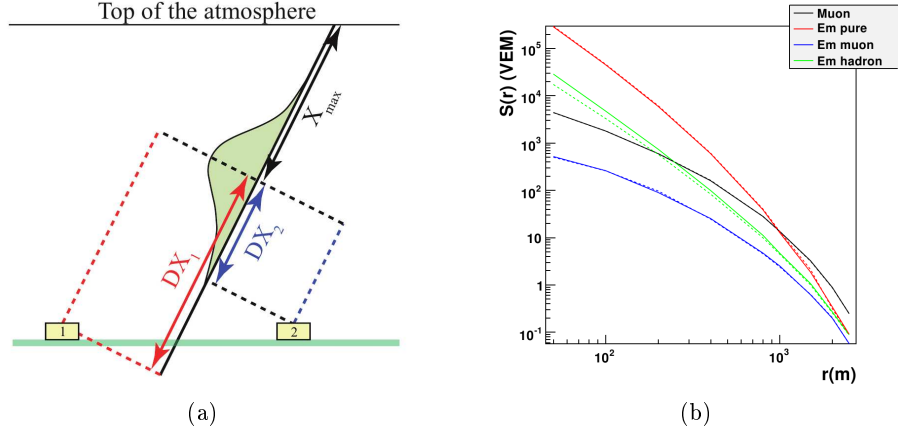 Top of the atmosphere
X_max
DX_1
DX_2
1
2
(a)
S(r) (VEM)
10^5
10^4
10^3
10^2
10
1
10^-1
10^2
10^3
r(m)
Muon
Em pure
Em muon
Em hadron
(b)